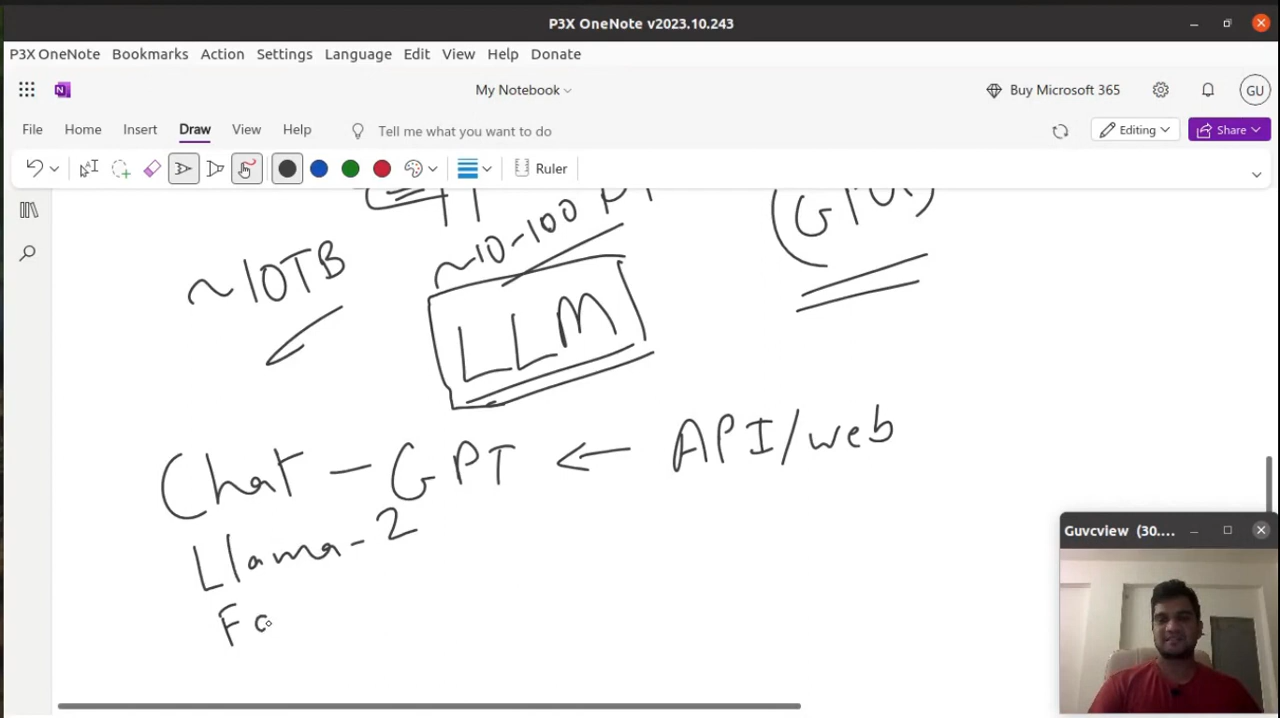 P3X OneNote v2023.10.243
P3X OneNote Bookmarks Action Settings Language Edit View Help Donate
My Notebook
Buy Microsoft 365
GU
File Home Insert Draw View Help Tell me what you want to do
Editing
Share
Ruler
~10-100
~10TB
LLM
Chat - GPT ← API/web
Llama-2
Fa
Guvcview (30....